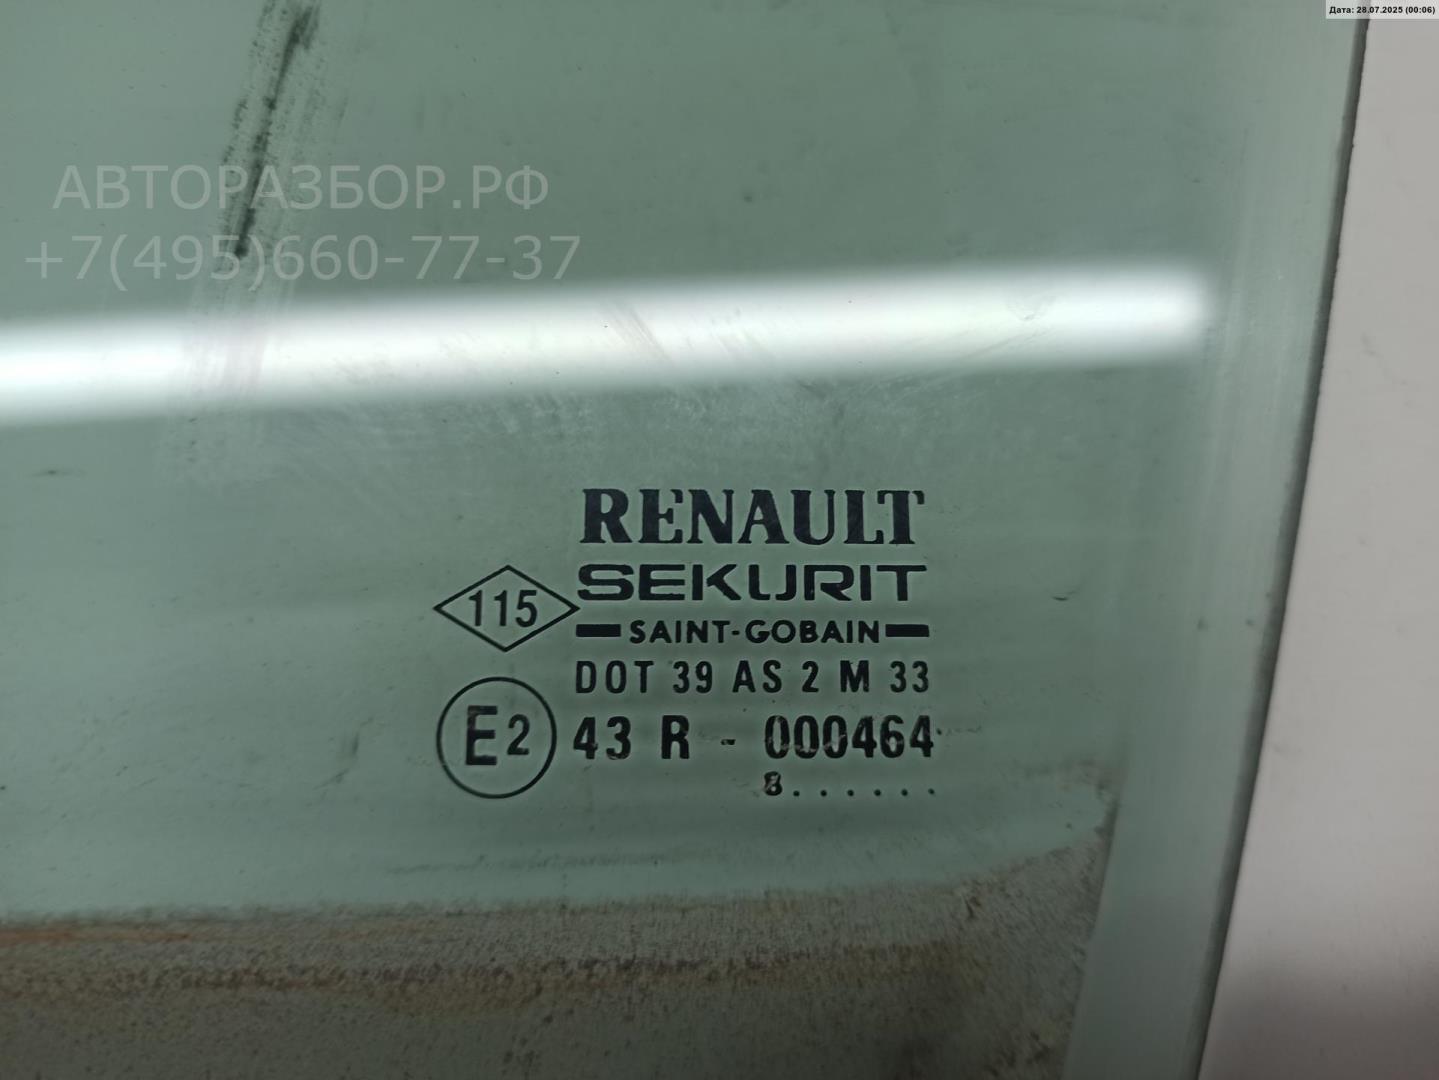 Дата: 28.07.2025 (00:06)
АВТОРАЗБОР.РФ
+7(495)660-77-37
RENAULT
SEKURIT
115
SAINT-GOBAIN
DOT 39 AS 2 M 33
E2 43 R - 000464
8.......